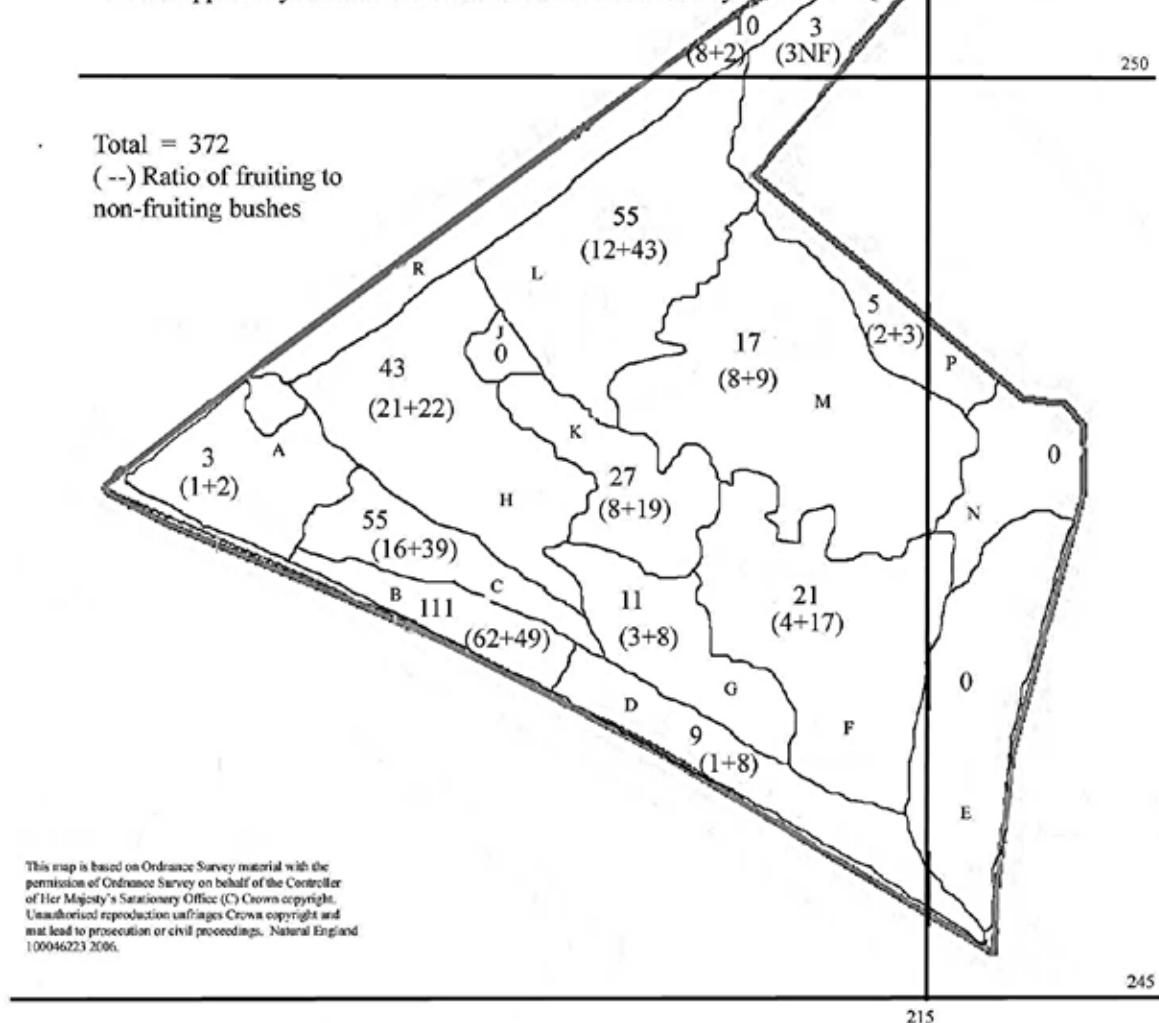 10
(8+2)
3
(3NF)
250
Total = 372
( --) Ratio of fruiting to
non-fruiting bushes
55
(12+43)
R
L
J
0
5
(2+3)
17
(8+9)
M
P
43
(21+22)
K
A
3
(1+2)
27
(8+19)
0
H
N
55
(16+39)
C
B
111
(62+49)
11
(3+8)
21
(4+17)
G
D
F
0
9
(1+8)
E
This map is based on Ordnance Survey material with the
permission of Ordnance Survey on behalf of the Controller
of Her Majesty's Satationery Office (C) Crown copyright.
Unauthorised reproduction unfringes Crown copyright and
mat lead to prosecution or civil proceedings. Natural England
100046223 2006.
245
215